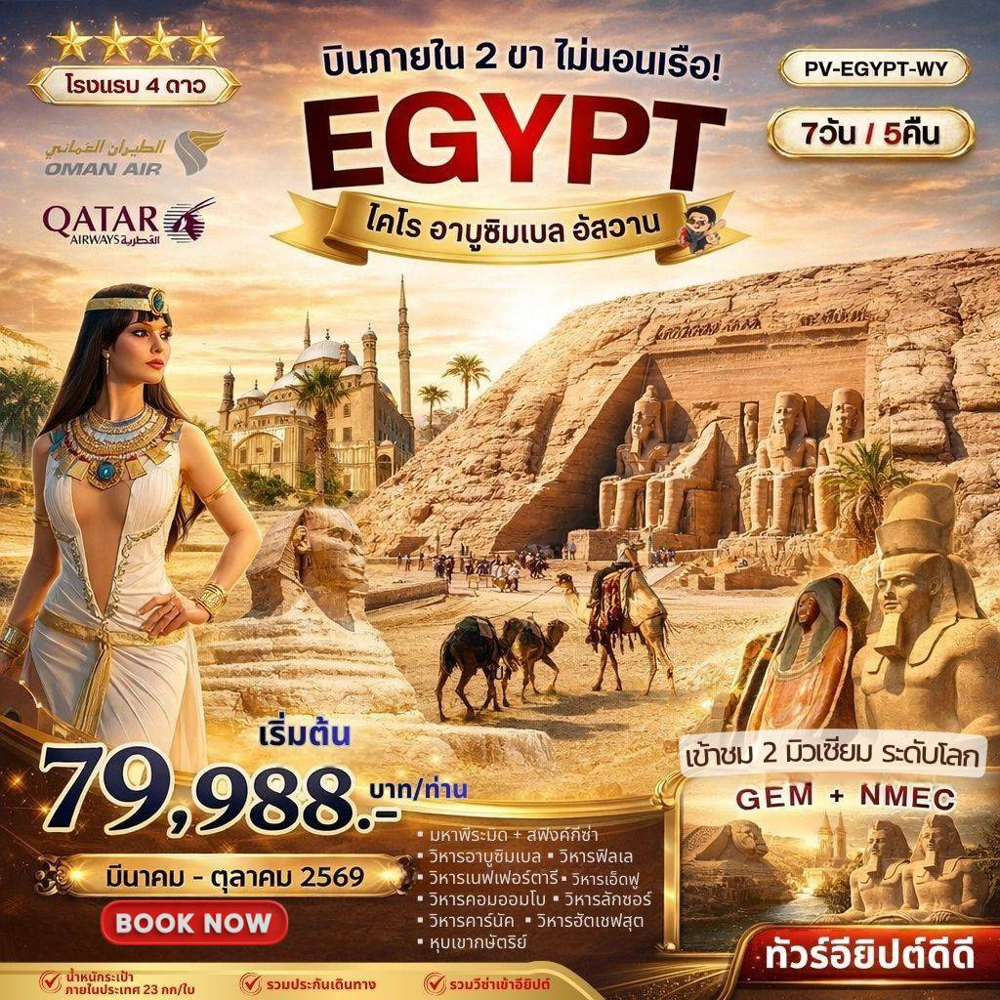 โรงแรม 4 ดาว
الطيران العُماني
OMAN AIR
QATAR
AIRWAYS القطرية
บินภายใน 2 ขา ไม่นอนเรือ!
EGYPT
ไคโร อาบูซิมเบล อัสวาน
PV-EGYPT-WY
7วัน / 5คืน
เริ่มต้น
79,988.-
บาท/ท่าน
มีนาคม - ตุลาคม 2569
BOOK NOW
▪ มหาพีระมิด + สฟิงค์กีซ่า
▪ วิหารอาบูซิมเบล ▪ วิหารฟิลเล
▪ วิหารเนฟเฟอร์ตารี ▪ วิหารเอ็ดฟู
▪ วิหารคอมออมโบ ▪ วิหารลักซอร์
▪ วิหารคาร์นัค ▪ วิหารฮัตเชฟสุต
▪ หุบเขากษัตริย์
เข้าชม 2 มิวเซียม ระดับโลก
GEM + NMEC
ทัวร์อียิปต์ดีดี
น้ำหนักระเป๋า
ภายในประเทศ 23 กก/ใบ
รวมประกันเดินทาง
รวมวีซ่าเข้าอียิปต์